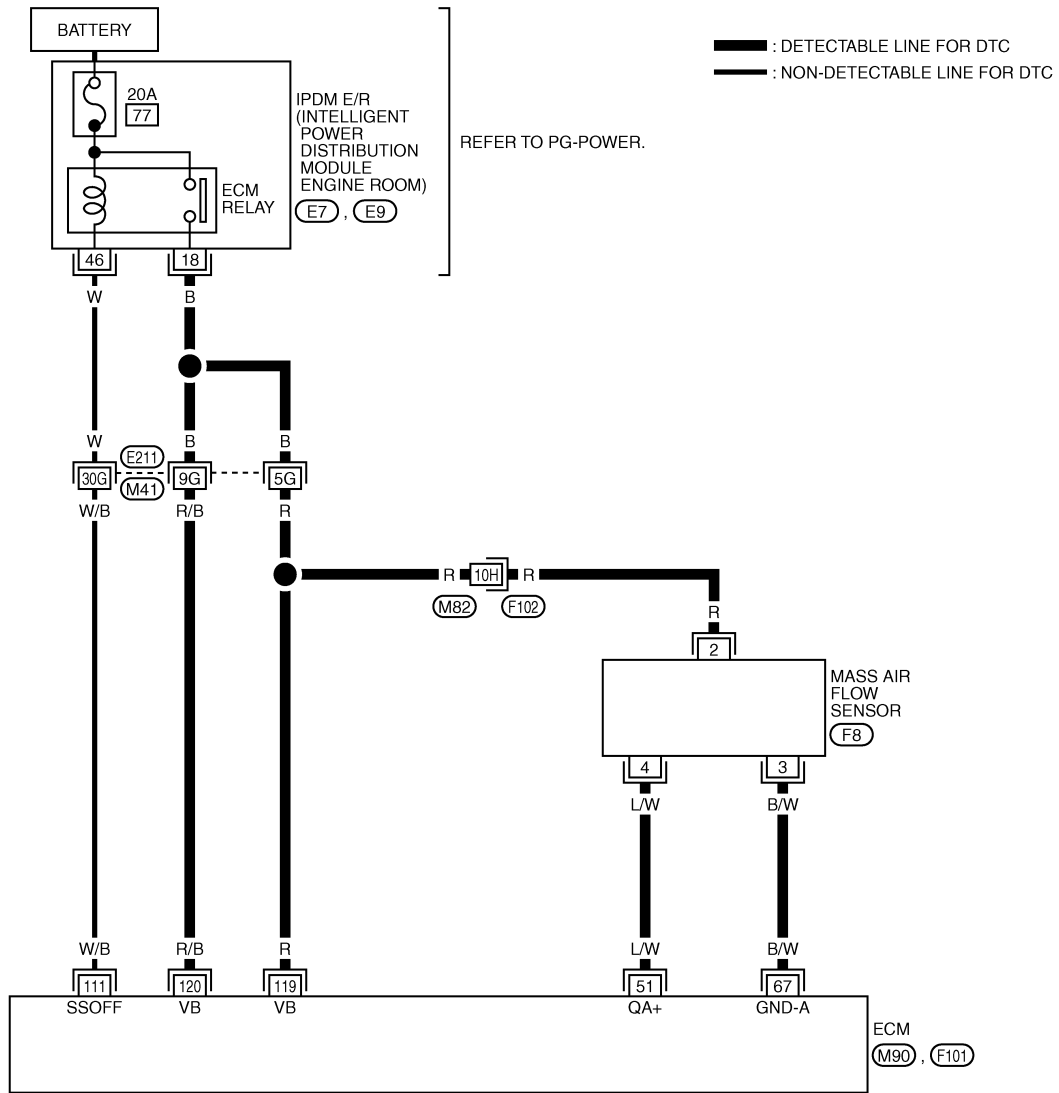 BATTERY
: DETECTABLE LINE FOR DTC
: NON-DETECTABLE LINE FOR DTC
20A
77
IPDM E/R
(INTELLIGENT
POWER
DISTRIBUTION
MODULE
ENGINE ROOM)
E7 , E9
REFER TO PG-POWER.
ECM
RELAY
46 18
W B
W B B
E211
30G 9G 5G
M41
W/B R/B R
R 10H R
M82 F102
R
2
MASS AIR
FLOW
SENSOR
F8
4 3
L/W B/W
W/B R/B R L/W B/W
111 120 119 51 67
SSOFF VB VB QA+ GND-A
ECM
M90 , F101